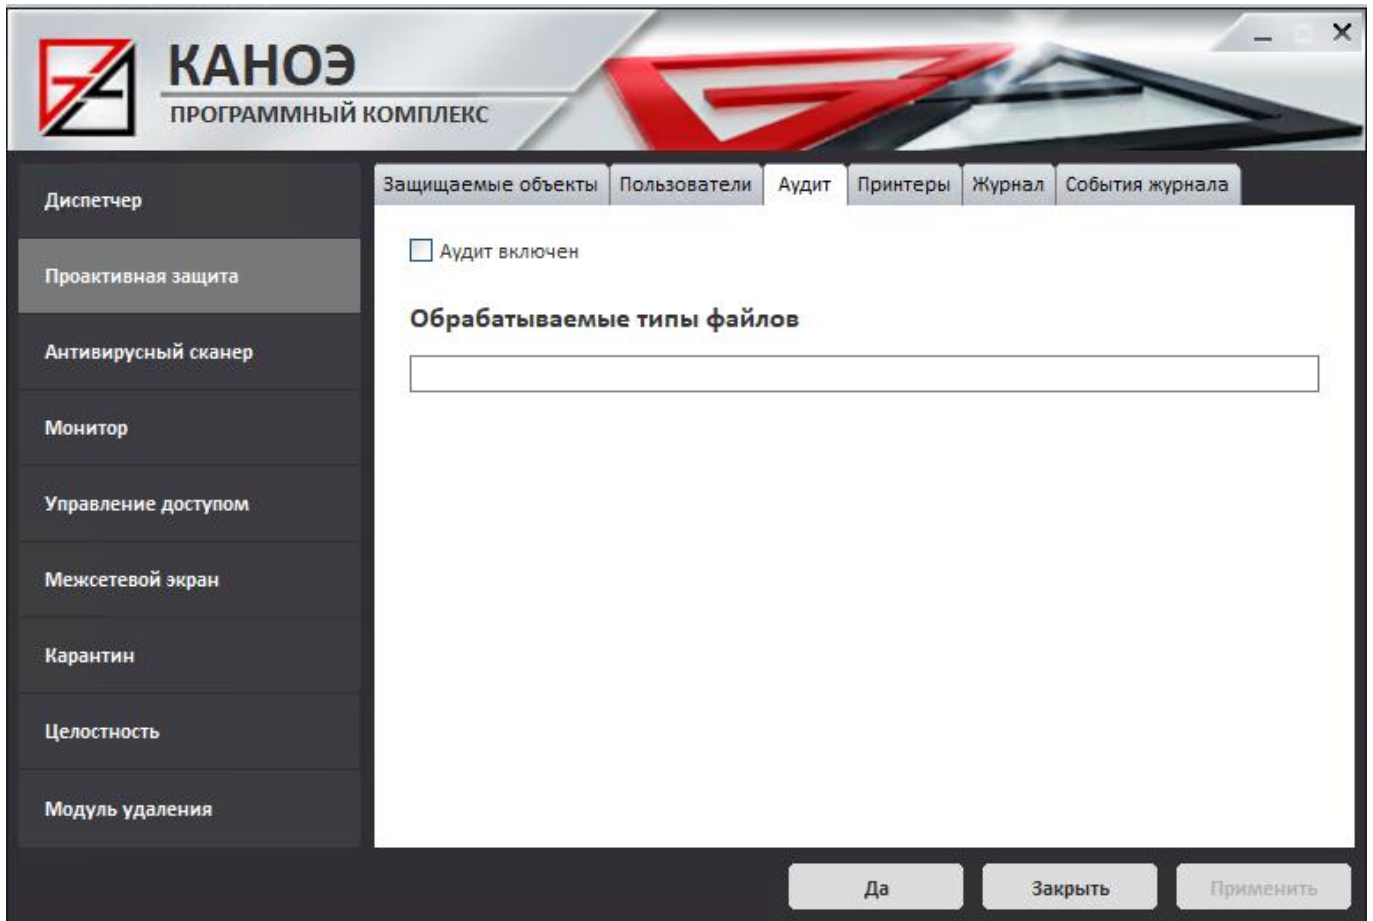 КАНОЭ
ПРОГРАММНЫЙ КОМПЛЕКС
Диспетчер
Проактивная защита
Антивирусный сканер
Монитор
Управление доступом
Межсетевой экран
Карантин
Целостность
Модуль удаления
Защищаемые объекты Пользователи Аудит Принтеры Журнал События журнала
Аудит включен
Обрабатываемые типы файлов
Да Закрыть Применить